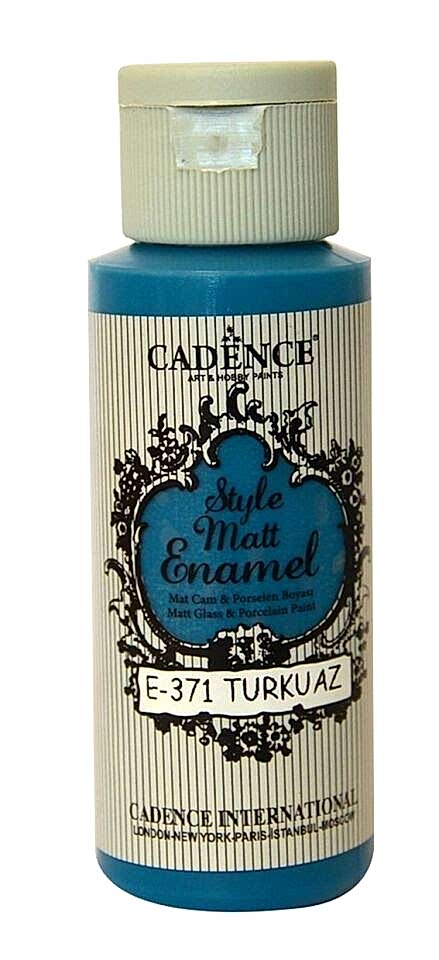 CADENCE
ART & HOBBY PAINTS
Style
Matt
Enamel
Mat Cam & Porselen Boyası
Matt Glass & Porcelain Paint
E-371 TURKUAZ
CADENCE INTERNATIONAL
LONDON-NEW YORK-PARIS-İSTANBUL-MOSCOW